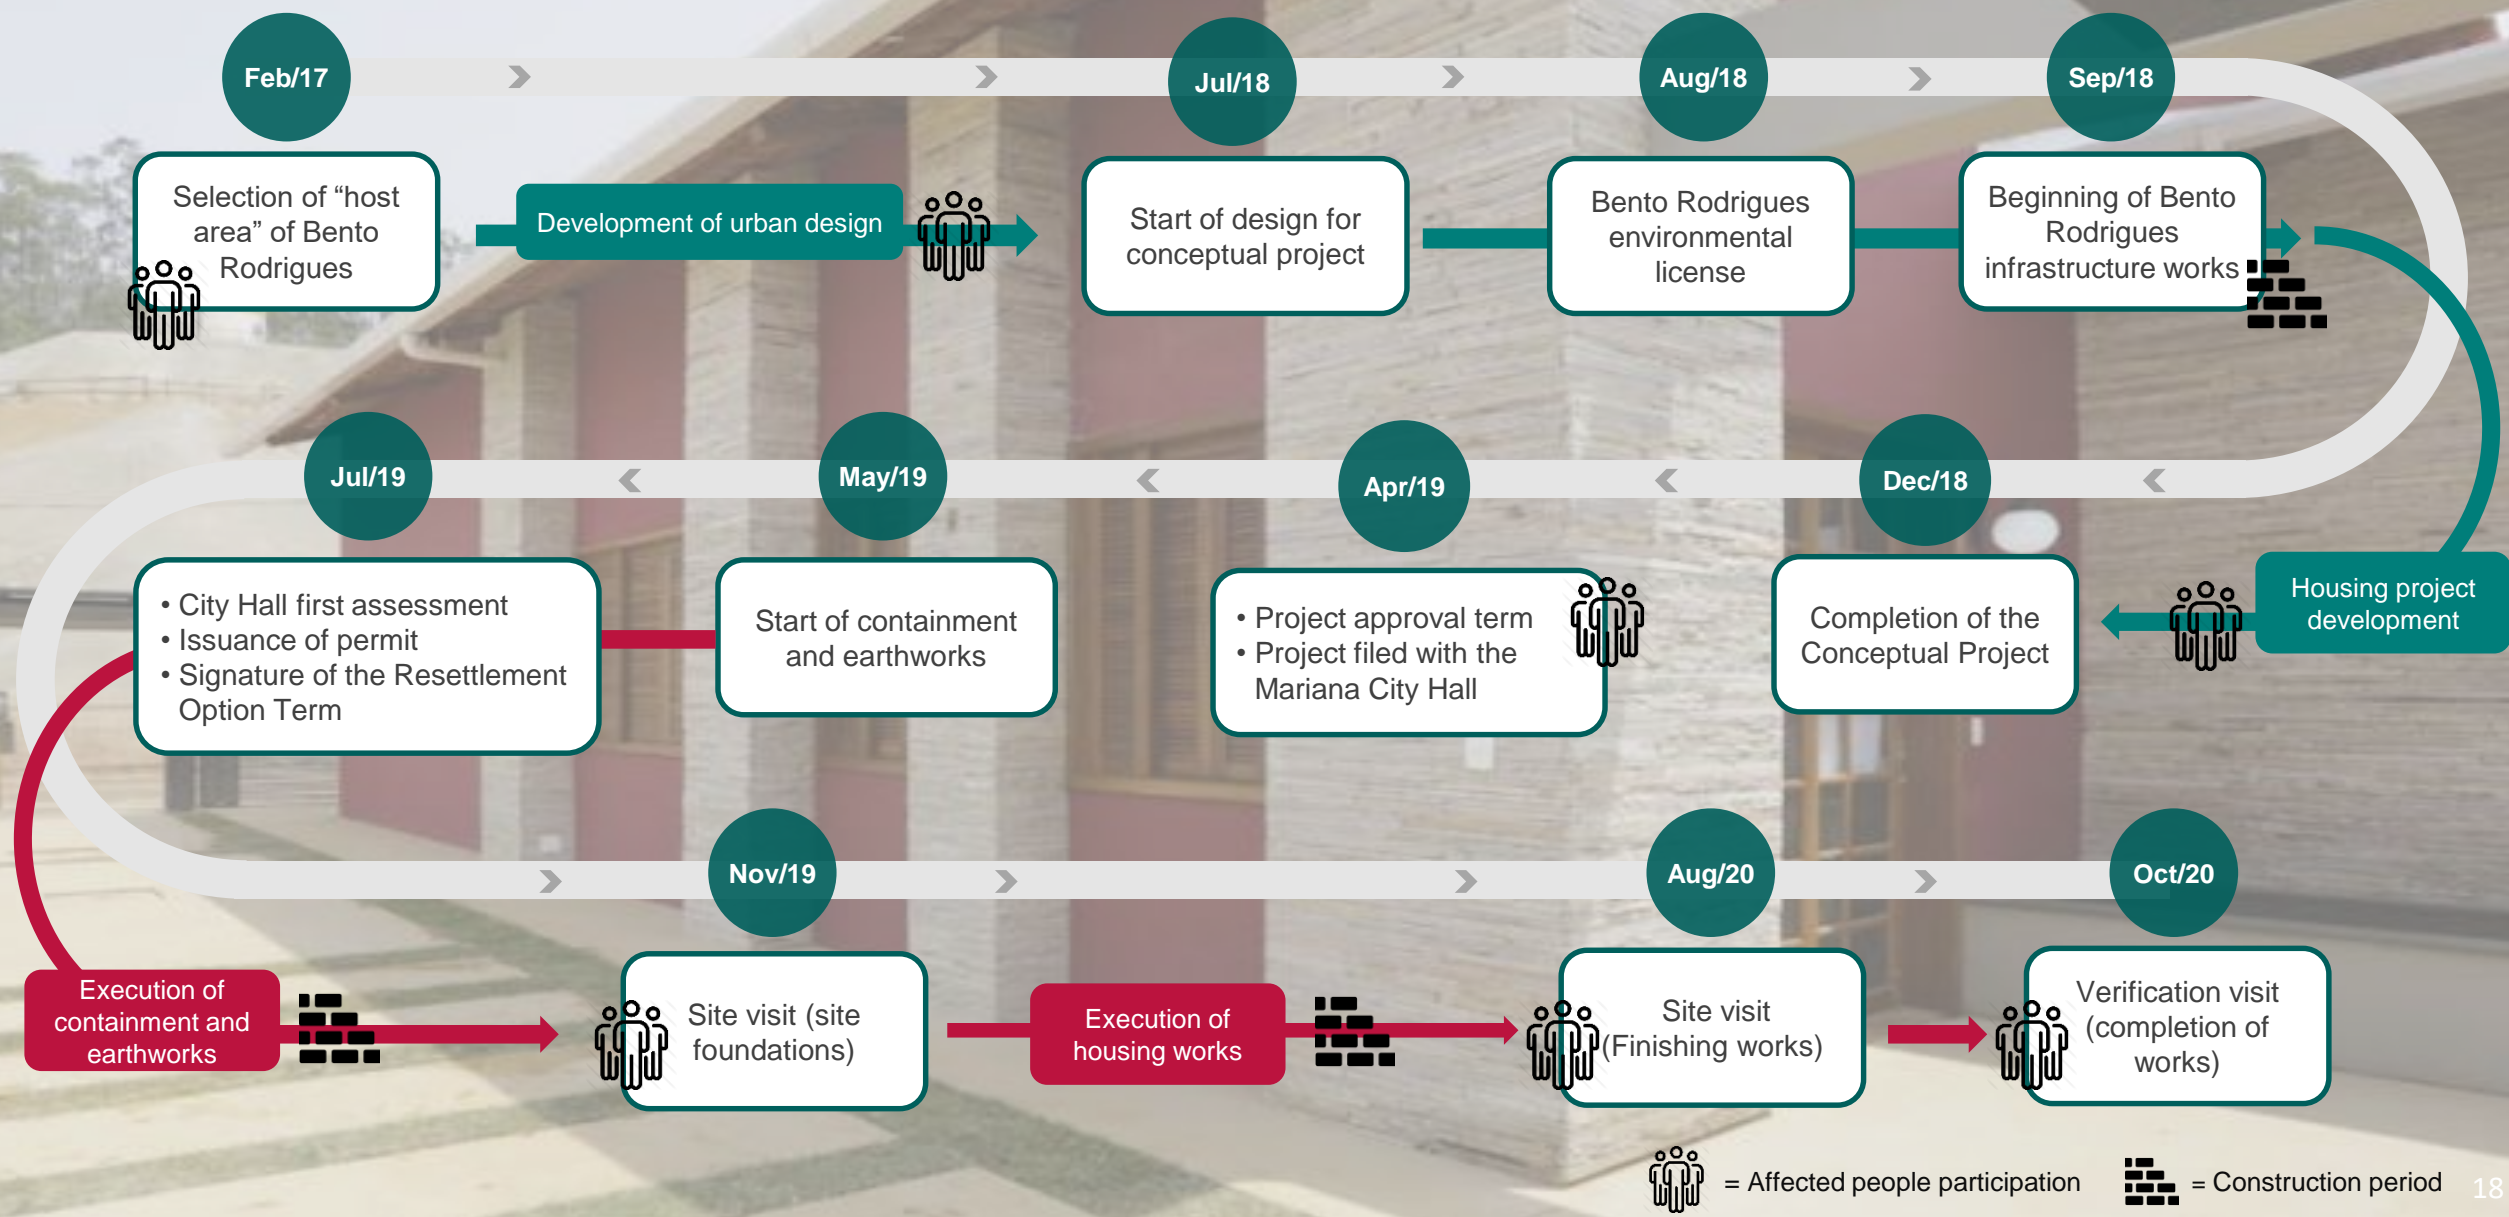 Feb/17
Jul/18
Aug/18
Sep/18
Selection of “host
area” of Bento
Rodrigues
Development of urban design
Start of design for
conceptual project
Bento Rodrigues
environmental
license
Beginning of Bento
Rodrigues
infrastructure works
Jul/19
May/19
Apr/19
Dec/18
• City Hall first assessment
• Issuance of permit
• Signature of the Resettlement
Option Term
Start of containment
and earthworks
• Project approval term
• Project filed with the
Mariana City Hall
Completion of the
Conceptual Project
Housing project
development
Nov/19
Aug/20
Oct/20
Execution of
containment and
earthworks
Site visit (site
foundations)
Execution of
housing works
Site visit
(Finishing works)
Verification visit
(completion of
works)
= Affected people participation
= Construction period
18